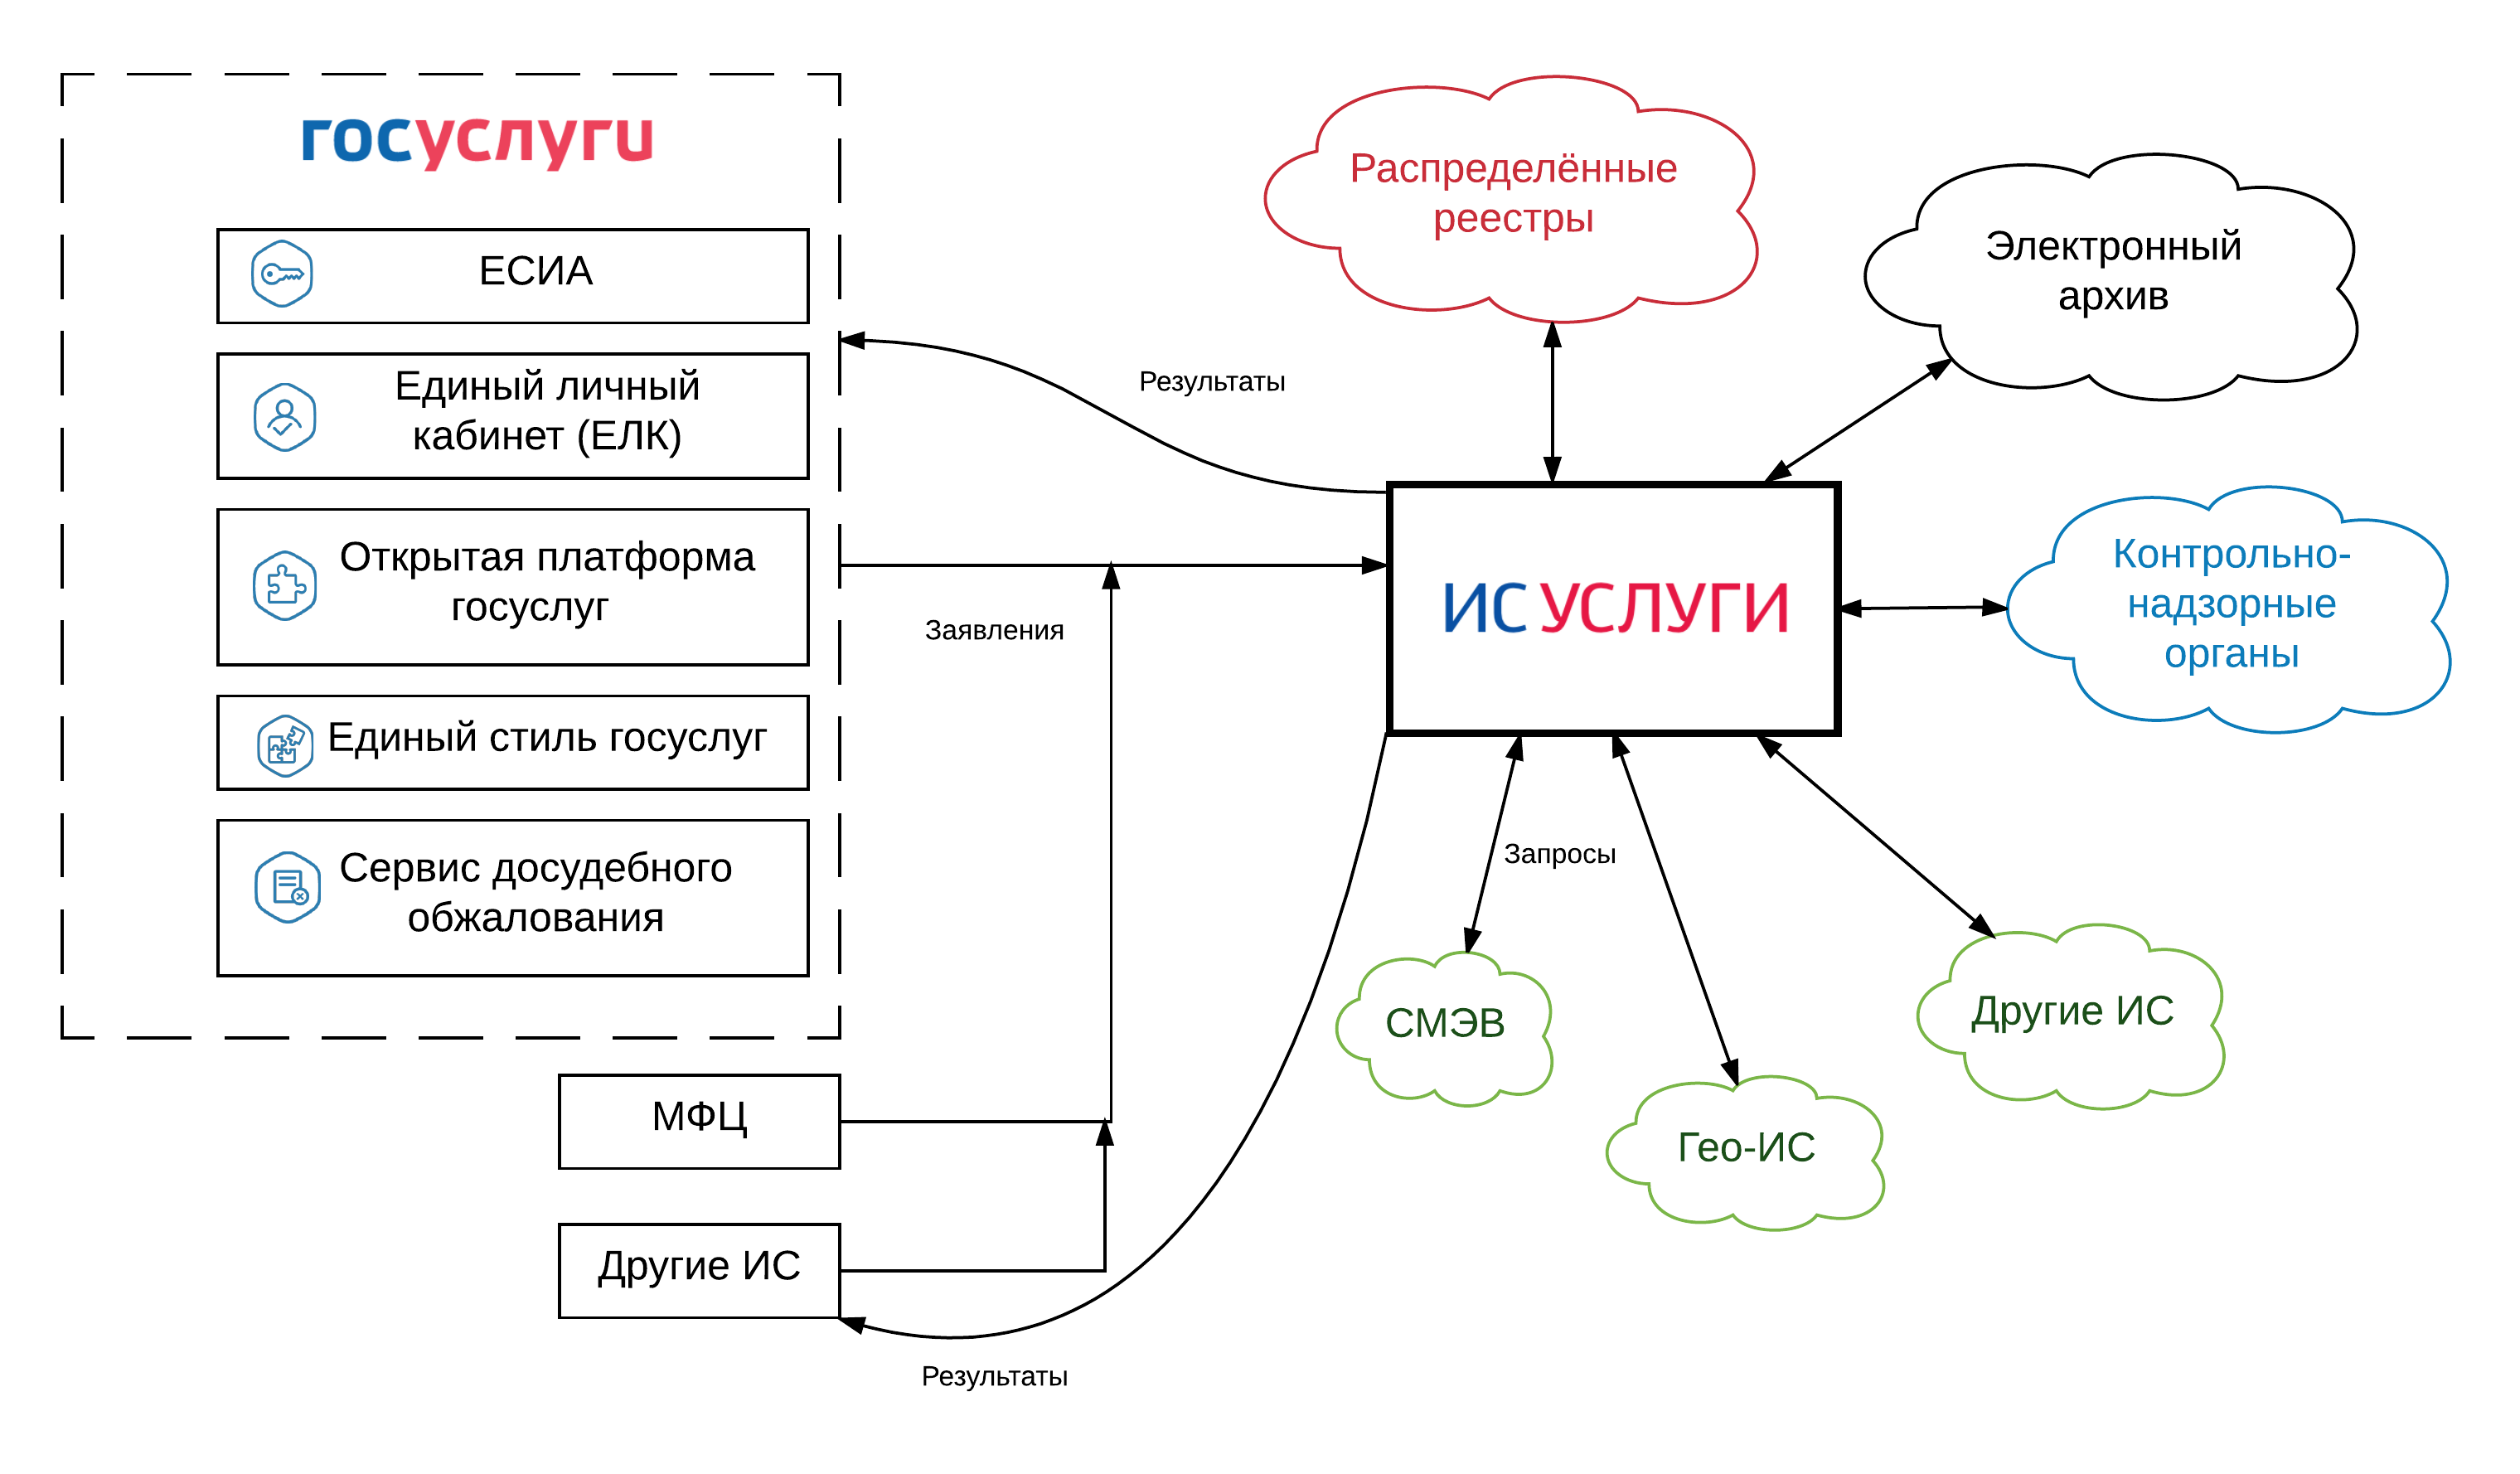 госуслуги
ЕСИА
Единый личный
кабинет (ЕЛК)
Открытая платформа
госуслуг
Единый стиль госуслуг
Сервис досудебного
обжалования
МФЦ
Другие ИС
Результаты
Заявления
Результаты
Распределённые
реестры
Электронный
архив
ИС УСЛУГИ
Контрольно-
надзорные
органы
Запросы
СМЭВ
Гео-ИС
Другие ИС